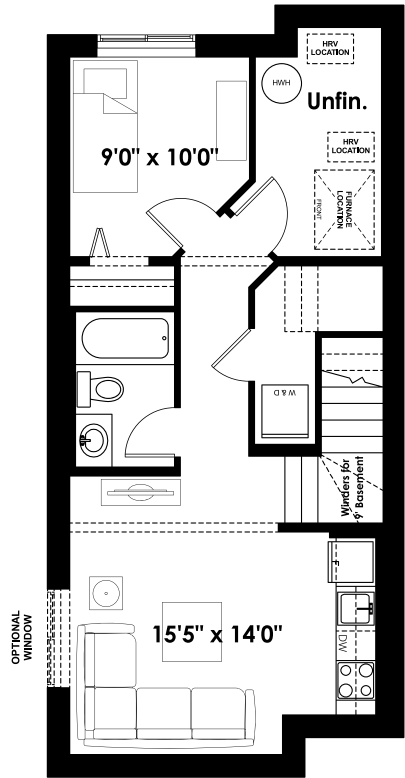 HRV
LOCATION
HWH
Unfin.
9'0" x 10'0"
HRV
LOCATION
FURNACE
LOCATION
FRONT
W & D
Winders for
9' Basement
OPTIONAL
WINDOW
15'5" x 14'0"
F
DW